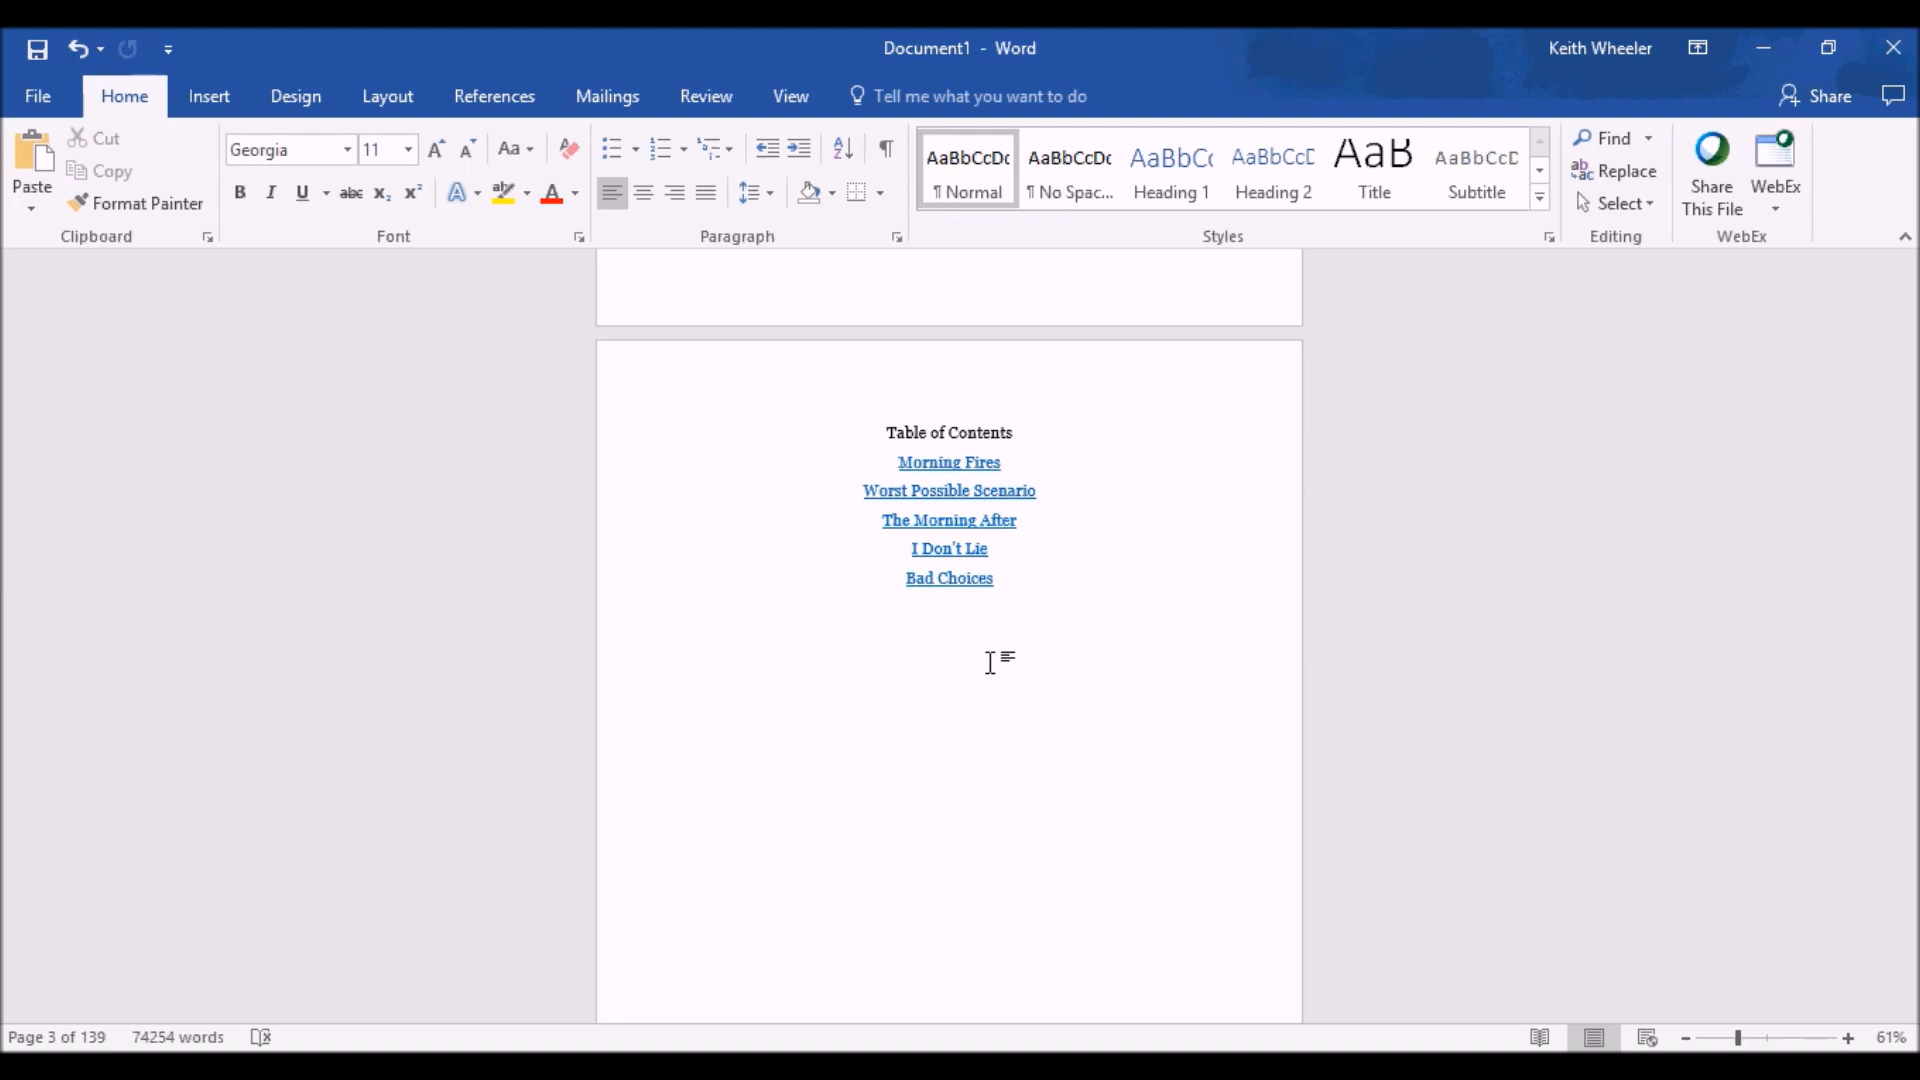 Document1 - Word
Keith Wheeler
File Home Insert Design Layout References Mailings Review View Tell me what you want to do Share
Paste
Cut
Copy
Format Painter
Clipboard
Georgia 11
Font
Paragraph
AaBbCcDc AaBbCcDc AaBbC AaBbCcD AaB AaBbCcD
¶ Normal ¶ No Spac... Heading 1 Heading 2 Title Subtitle
Styles
Find
Replace
Select
Editing
Share This File
WebEx
WebEx
Table of Contents
Morning Fires
Worst Possible Scenario
The Morning After
I Don't Lie
Bad Choices
Page 3 of 139 74254 words 61%